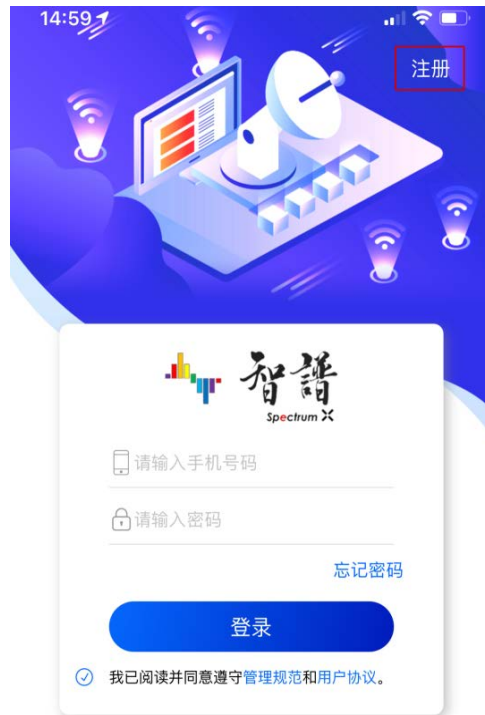 14:59
注册
智譜
Spectrum X
请输入手机号码
请输入密码
忘记密码
登录
我已阅读并同意遵守管理规范和用户协议。